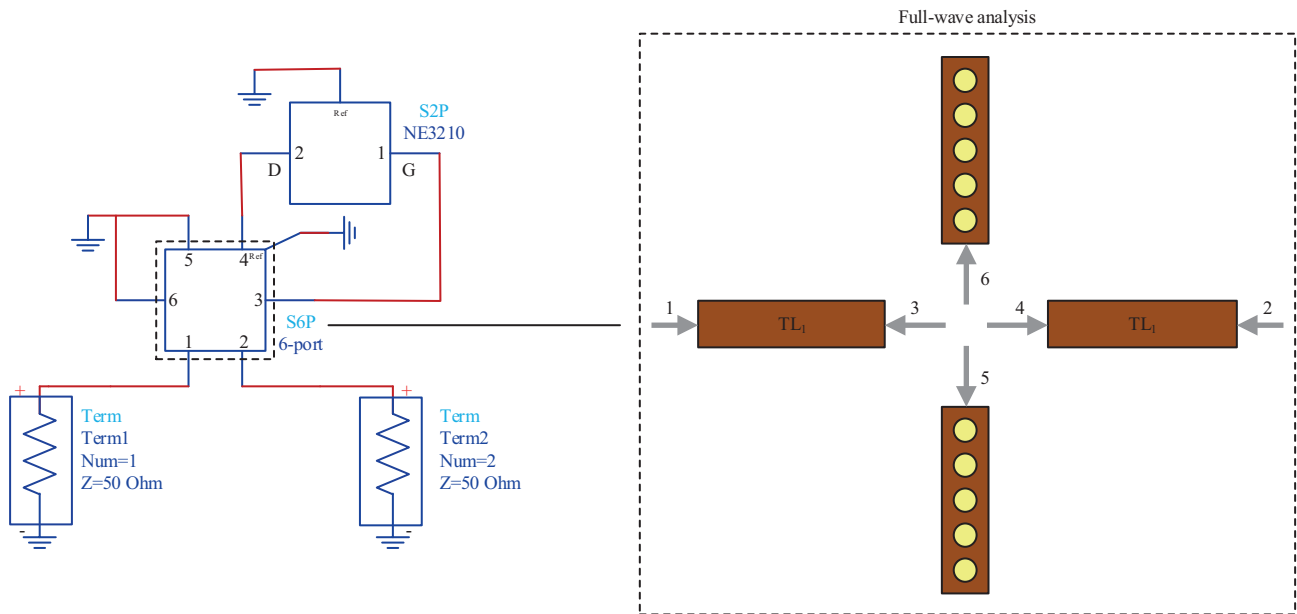 Full-wave analysis
Ref
S2P
NE3210
2
1
D
G
5
4
Ref
6
3
S6P
6-port
1
2
+
Term
Term1
Num=1
Z=50 Ohm
-
+
Term
Term2
Num=2
Z=50 Ohm
-
6
1
TL1
3
4
TL1
2
5